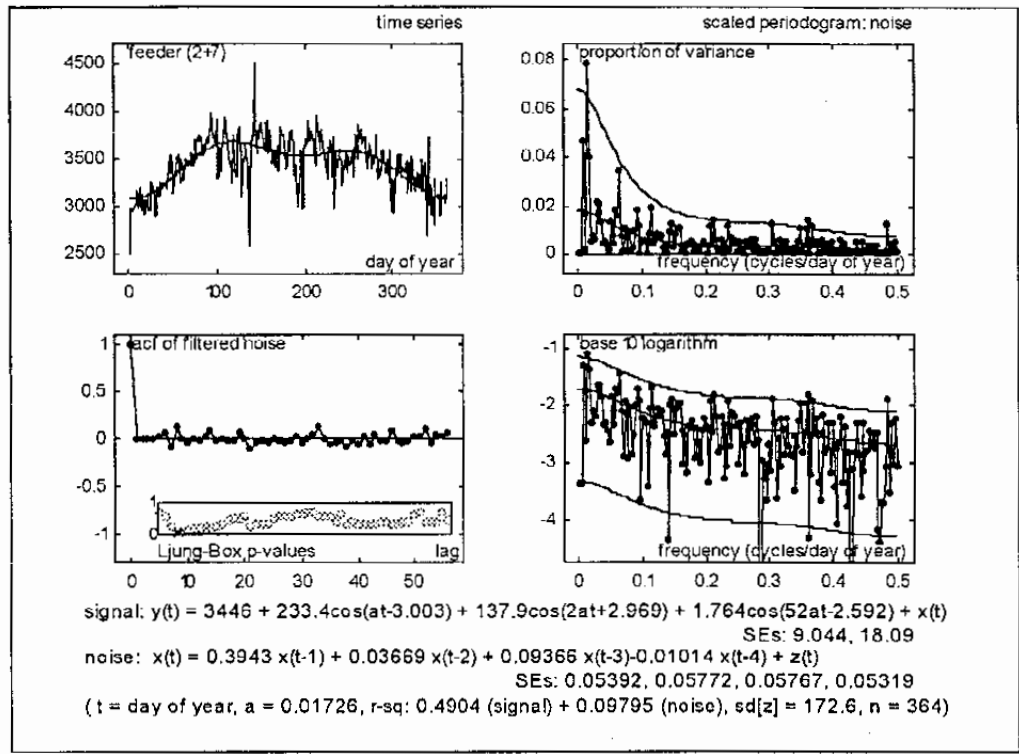 time series
scaled periodogram: noise
feeder (2+7)
proportion of variance
4500
4000
3500
3000
2500
0.08
0.06
0.04
0.02
0
day of year
frequency (cycles/day of year)
0 100 200 300
0 0.1 0.2 0.3 0.4 0.5
acf of filtered noise
base 10 logarithm
1
0.5
0
-0.5
-1
1
0
-1
-2
-3
-4
Ljung-Box p-values
lag
frequency (cycles/day of year)
0 10 20 30 40 50
0 0.1 0.2 0.3 0.4 0.5
signal: y(t) = 3446 + 233.4cos(at-3.003) + 137.9cos(2at+2.969) + 1.764cos(52at-2.592) + x(t)
SEs: 9.044, 18.09
noise: x(t) = 0.3943 x(t-1) + 0.03669 x(t-2) + 0.09366 x(t-3)-0.01014 x(t-4) + z(t)
SEs: 0.05392, 0.05772, 0.05767, 0.05319
( t = day of year, a = 0.01726, r-sq: 0.4904 (signal) + 0.09795 (noise), sd[z] = 172.6, n = 364)